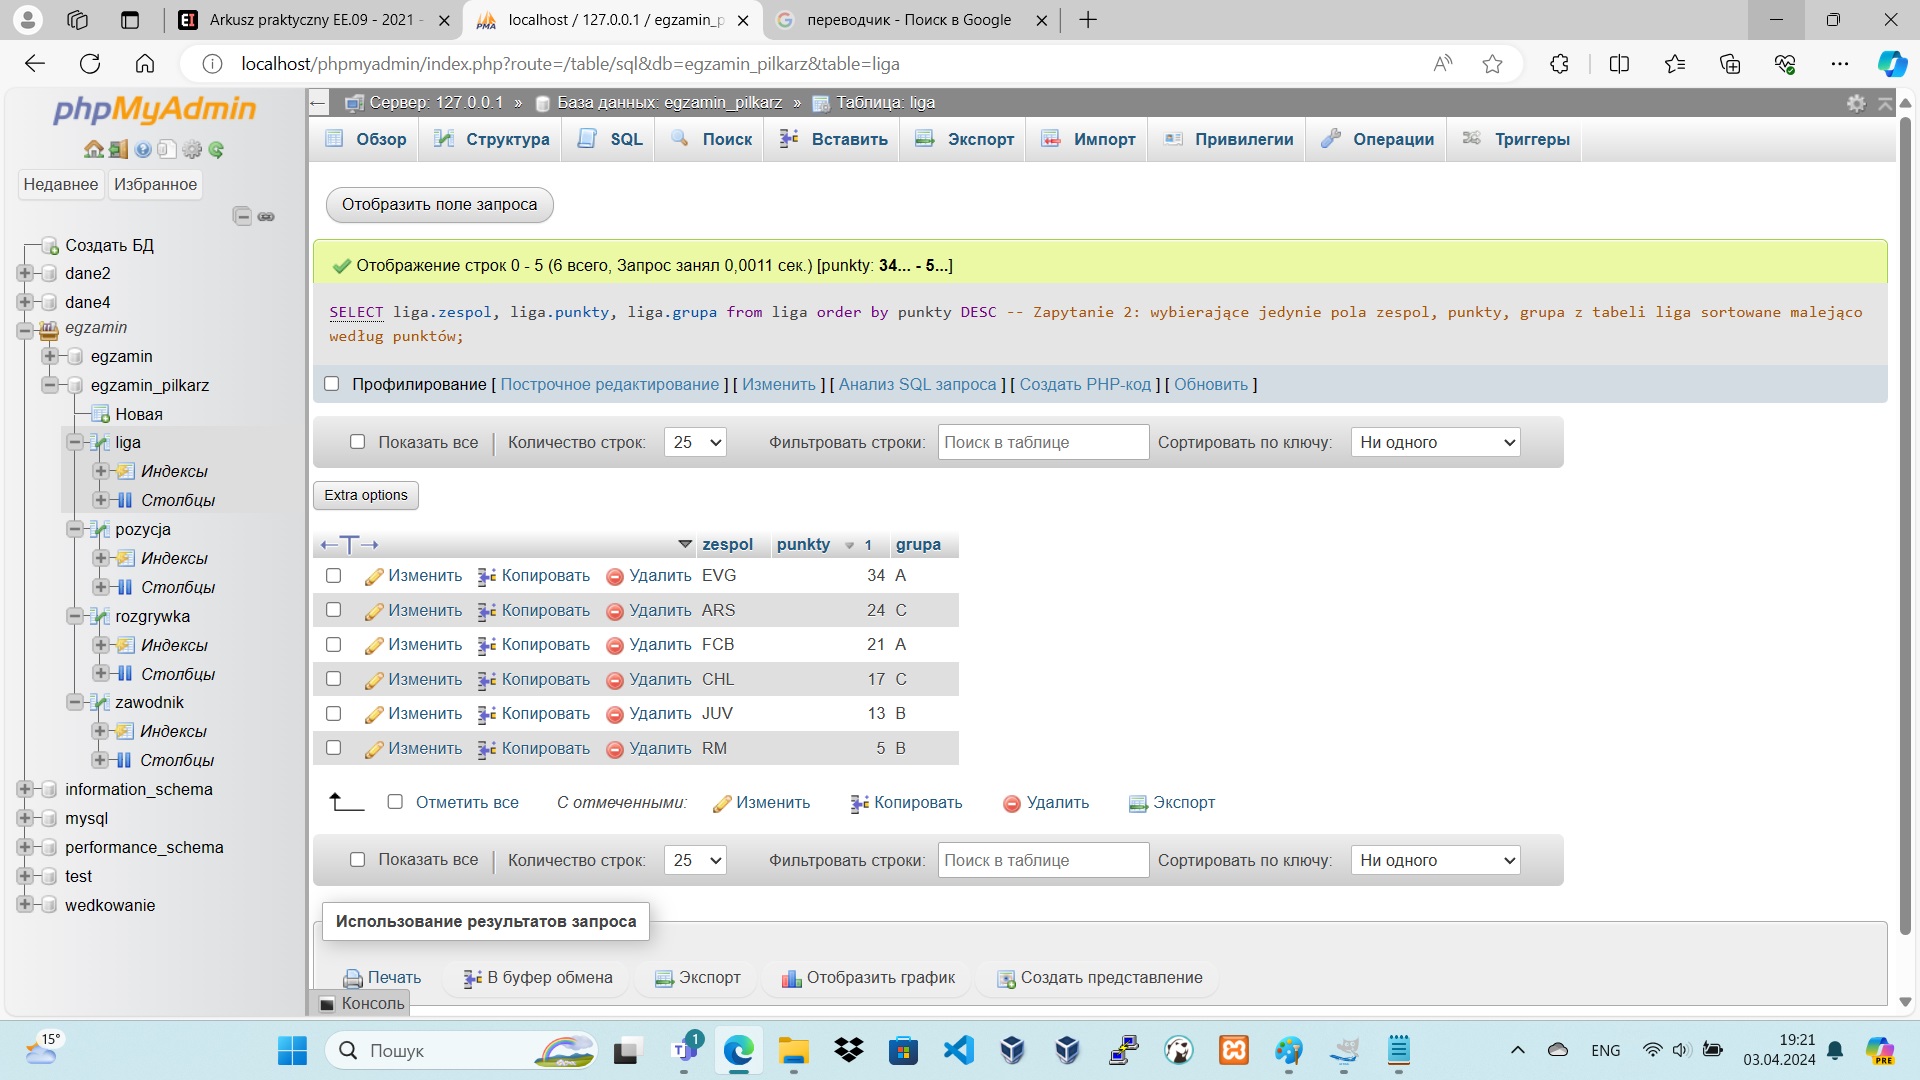 Arkusz praktyczny EE.09 - 2021 -
localhost / 127.0.0.1 / egzamin_p
переводчик - Поиск в Google
localhost/phpmyadmin/index.php?route=/table/sql&db=egzamin_pilkarz&table=liga
phpMyAdmin
Недавнее Избранное
Создать БД
dane2
dane4
egzamin
egzamin
egzamin_pilkarz
Новая
liga
Индексы
Столбцы
pozycja
Индексы
Столбцы
rozgrywka
Индексы
Столбцы
zawodnik
Индексы
Столбцы
information_schema
mysql
performance_schema
test
wedkowanie
Сервер: 127.0.0.1 » База данных: egzamin_pilkarz » Таблица: liga
Обзор Структура SQL Поиск Вставить Экспорт Импорт Привилегии Операции Триггеры
Отобразить поле запроса
Отображение строк 0 - 5 (6 всего, Запрос занял 0,0011 сек.) [punkty: 34... - 5...]
SELECT liga.zespol, liga.punkty, liga.grupa from liga order by punkty DESC -- Zapytanie 2: wybierające jedynie pola zespol, punkty, grupa z tabeli liga sortowane malejąco
według punktów;
Профилирование [ Построчное редактирование ] [ Изменить ] [ Анализ SQL запроса ] [ Создать PHP-код ] [ Обновить ]
Показать все Количество строк: 25 Фильтровать строки: Поиск в таблице Сортировать по ключу: Ни одного
Extra options
zespol punkty 1 grupa
Изменить Копировать Удалить EVG 34 A
Изменить Копировать Удалить ARS 24 C
Изменить Копировать Удалить FCB 21 A
Изменить Копировать Удалить CHL 17 C
Изменить Копировать Удалить JUV 13 B
Изменить Копировать Удалить RM 5 B
Отметить все С отмеченными: Изменить Копировать Удалить Экспорт
Показать все Количество строк: 25 Фильтровать строки: Поиск в таблице Сортировать по ключу: Ни одного
Использование результатов запроса
Печать В буфер обмена Экспорт Отобразить график Создать представление
Консоль
15°
Пошук
1
ENG
19:21
03.04.2024
PRE